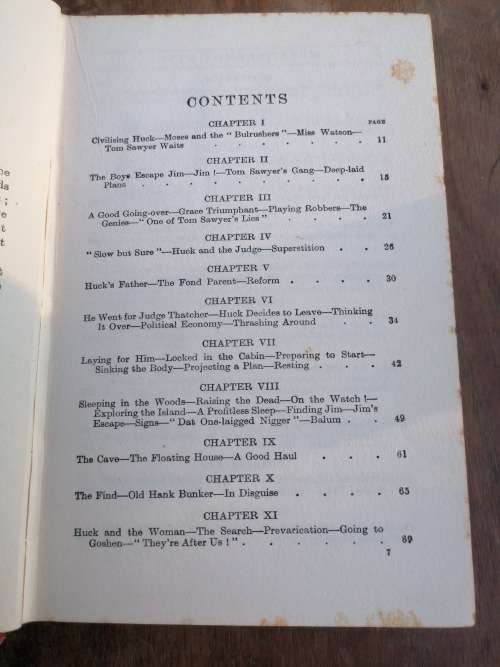 CONTENTS
CHAPTER I
PAGE
Civilising Huck—Moses and the “Bulrushers”—Miss Watson—
Tom Sawyer Waits . . . . . . . 11
CHAPTER II
The Boys Escape Jim—Jim !—Tom Sawyer's Gang—Deep-laid
Plans . . . . . . . . . 15
CHAPTER III
A Good Going-over—Grace Triumphant—Playing Robbers—The
Genies—“One of Tom Sawyer's Lies” . . . . 21
CHAPTER IV
“Slow but Sure”—Huck and the Judge—Superstition . . 26
CHAPTER V
Huck's Father—The Fond Parent—Reform . . . . 30
CHAPTER VI
He Went for Judge Thatcher—Huck Decides to Leave—Thinking
It Over—Political Economy—Thrashing Around . . 34
CHAPTER VII
Laying for Him—Locked in the Cabin—Preparing to Start—
Sinking the Body—Projecting a Plan—Resting . . . 42
CHAPTER VIII
Sleeping in the Woods—Raising the Dead—On the Watch !—
Exploring the Island—A Profitless Sleep—Finding Jim—Jim's
Escape—Signs—“Dat One-laigged Nigger”—Balum . . 49
CHAPTER IX
The Cave—The Floating House—A Good Haul . . . 61
CHAPTER X
The Find—Old Hank Bunker—In Disguise . . . . 65
CHAPTER XI
Huck and the Woman—The Search—Prevarication—Going to
Goshen—“They're After Us !” . . . . . . 69
7